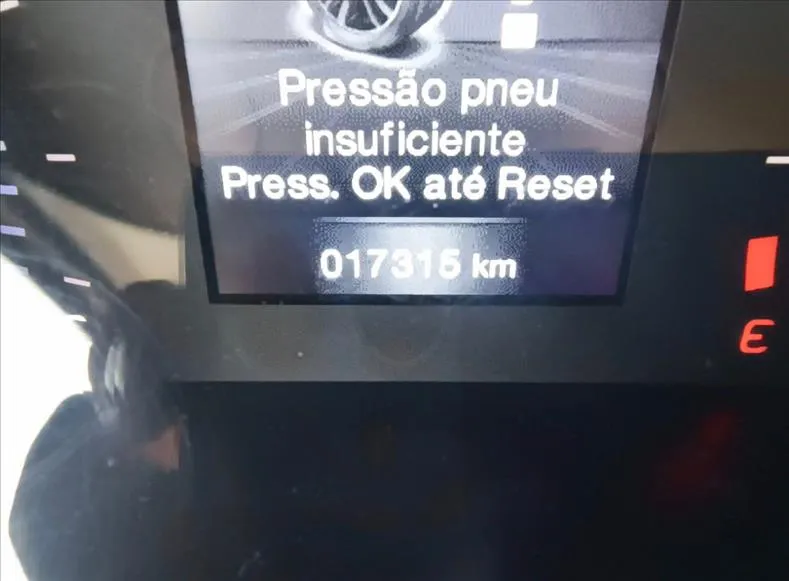 Pressão pneu
insuficiente
Press. OK até Reset
017315 km
E